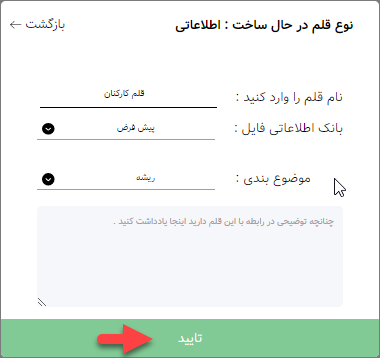 نوع قلم در حال ساخت : اطلاعاتی
بازگشت
نام قلم را وارد کنید :
قلم کارکنان
بانک اطلاعاتی فایل :
پیش فرض
موضوع بندی :
ریشه
چنانچه توضیحی در رابطه با این قلم دارید اینجا یادداشت کنید .
تایید